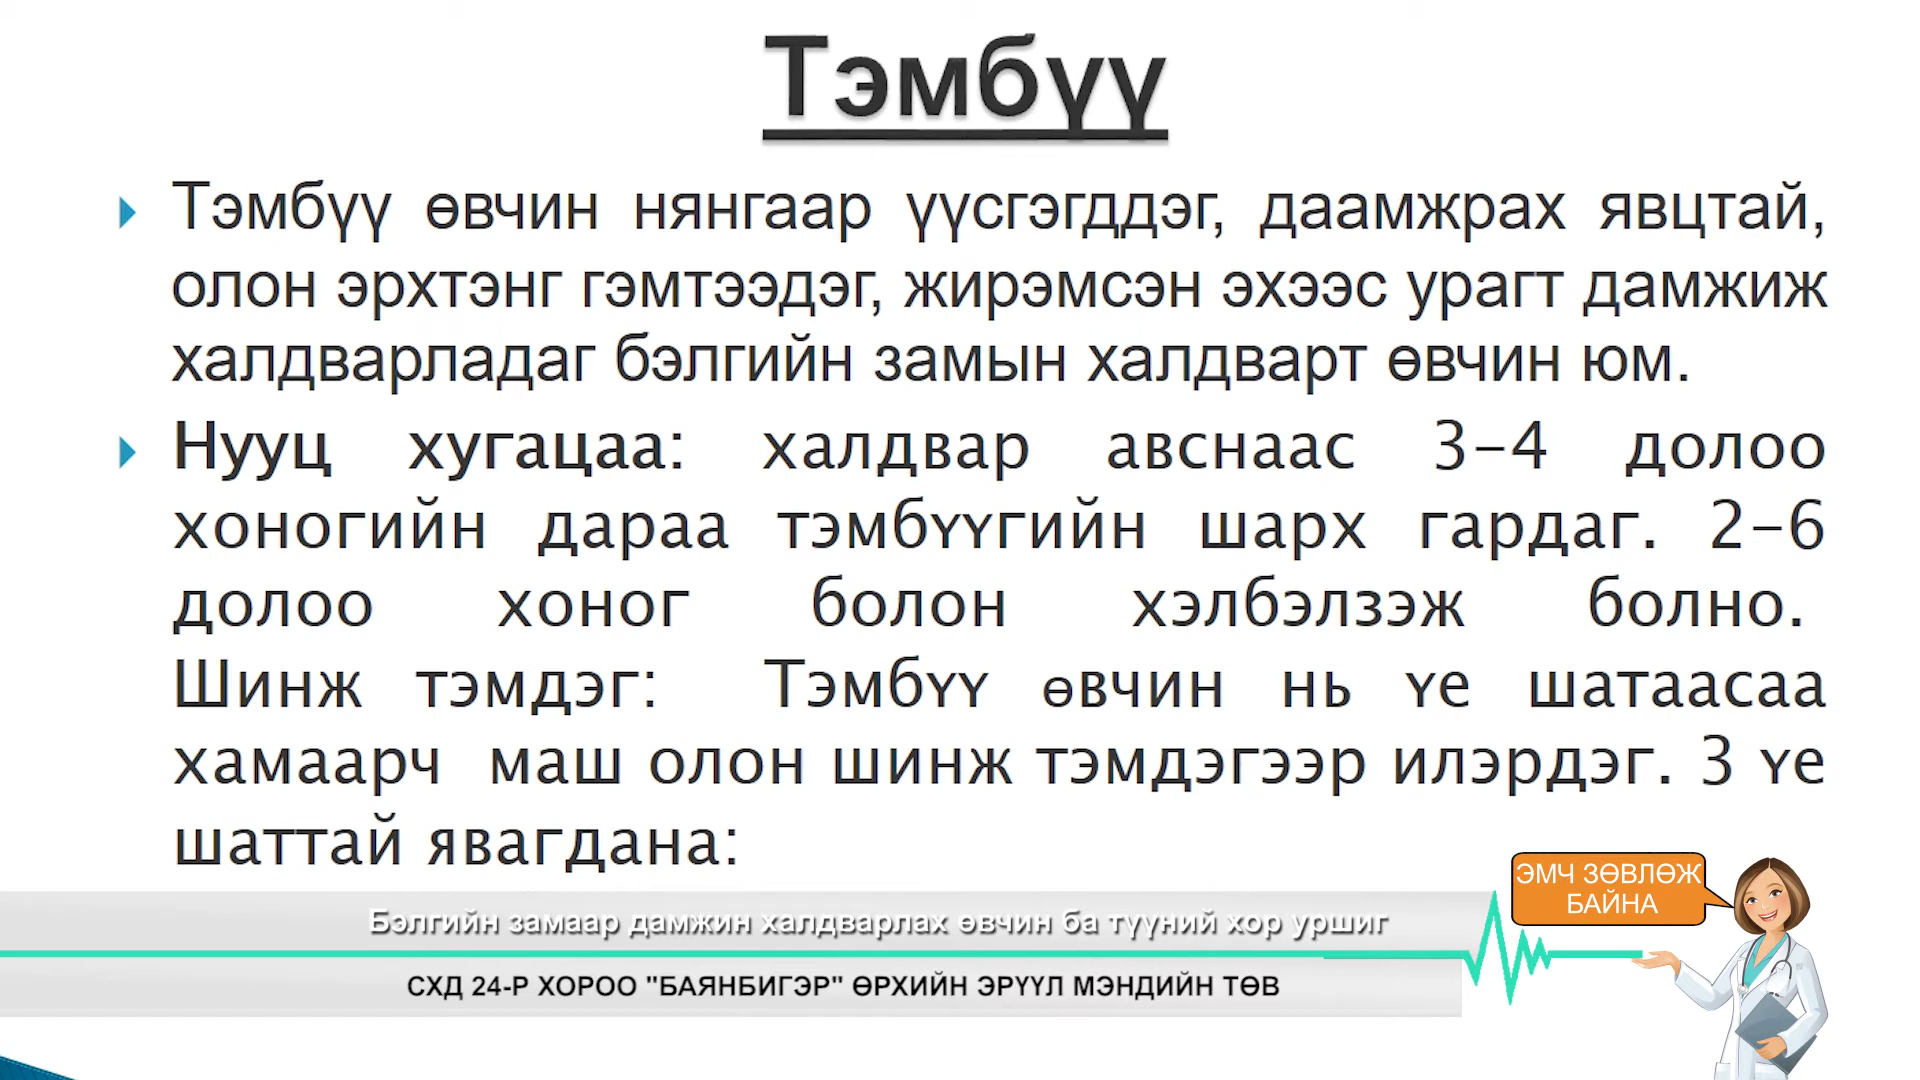 Тэмбүү
Тэмбүү өвчин нянгаар үүсгэгддэг, даамжрах явцтай,
олон эрхтэнг гэмтээдэг, жирэмсэн эхээс урагт дамжиж
халдварладаг бэлгийн замын халдварт өвчин юм.
Нууц хугацаа: халдвар авснаас 3-4 долоо
хоногийн дараа тэмбүүгийн шарх гардаг. 2-6
долоо хоног болон хэлбэлзэж болно.
Шинж тэмдэг: Тэмбүү өвчин нь үе шатаасаа
хамаарч маш олон шинж тэмдэгээр илэрдэг. 3 үе
шаттай явагдана:
ЭМЧ ЗӨВЛӨЖ
БАЙНА
Бэлгийн замаар дамжин халдварлах өвчин ба түүний хор уршиг
СХД 24-Р ХОРОО "БАЯНБИГЭР" ӨРХИЙН ЭРҮҮЛ МЭНДИЙН ТӨВ